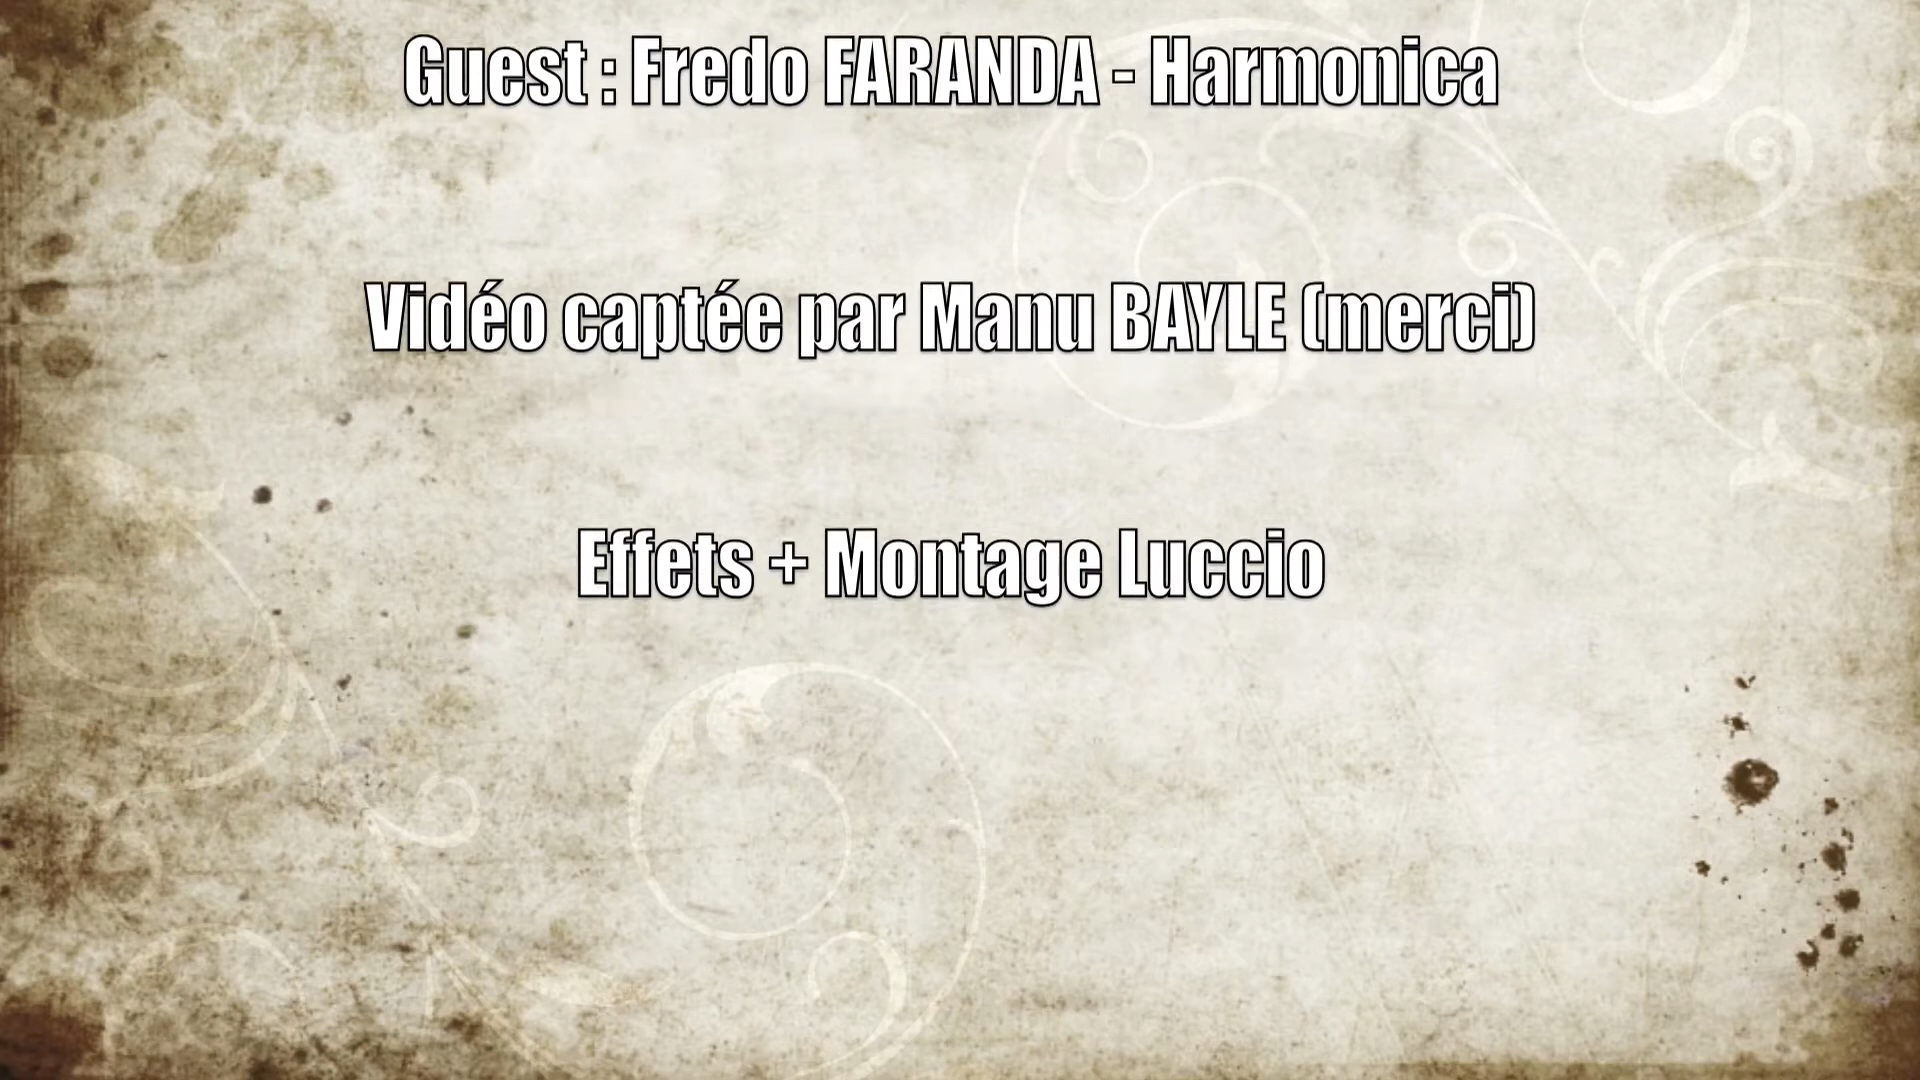 Guest : Fredo FARANDA - Harmonica
Vidéo captée par Manu BAYLE (merci)
Effets + Montage Luccio